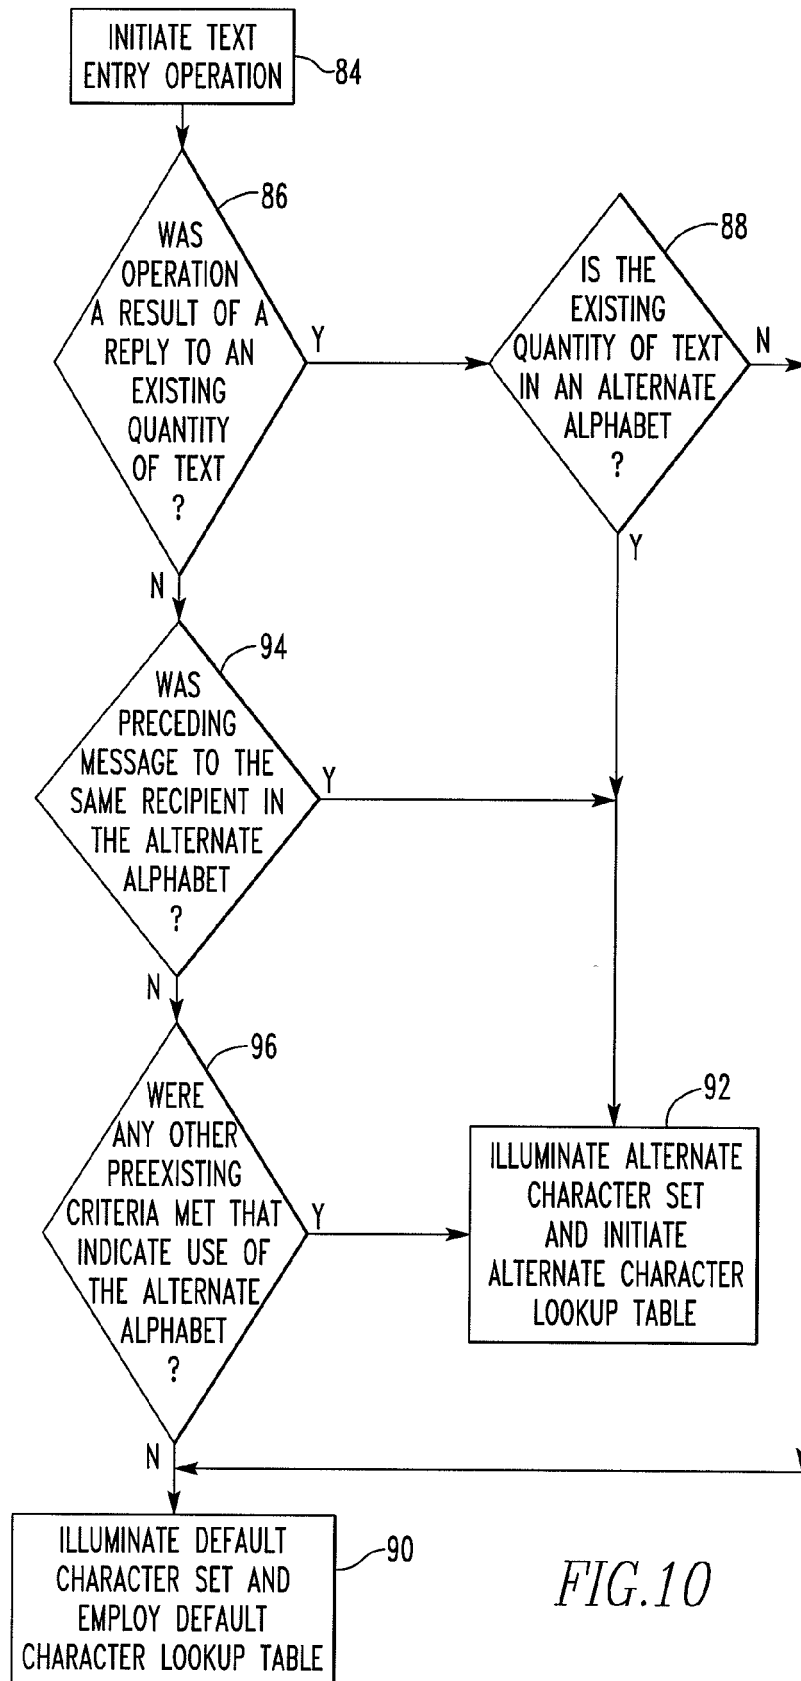 INITIATE TEXT
ENTRY OPERATION
84
86
WAS
OPERATION
A RESULT OF A
REPLY TO AN
EXISTING
QUANTITY
OF TEXT
?
Y
N
88
IS THE
EXISTING
QUANTITY OF TEXT
IN AN ALTERNATE
ALPHABET
?
N
Y
94
WAS
PRECEDING
MESSAGE TO THE
SAME RECIPIENT IN
THE ALTERNATE
ALPHABET
?
Y
N
96
WERE
ANY OTHER
PREEXISTING
CRITERIA MET THAT
INDICATE USE OF
THE ALTERNATE
ALPHABET
?
Y
N
92
ILLUMINATE ALTERNATE
CHARACTER SET
AND INITIATE
ALTERNATE CHARACTER
LOOKUP TABLE
ILLUMINATE DEFAULT
CHARACTER SET AND
EMPLOY DEFAULT
CHARACTER LOOKUP TABLE
90
FIG.10